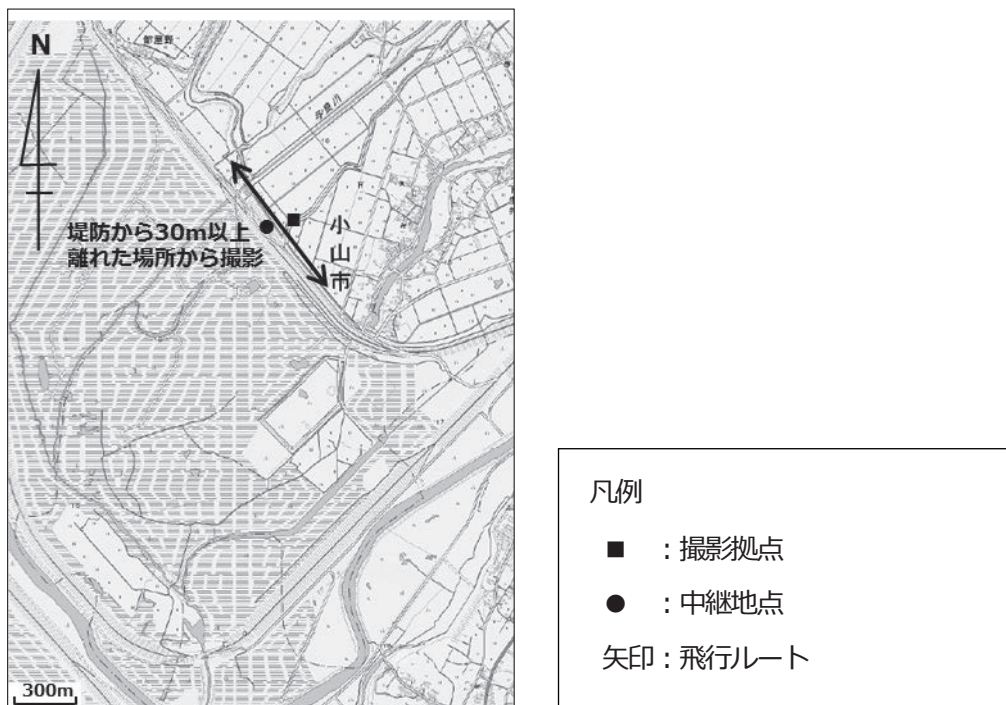 N
堤防から30m以上
離れた場所から撮影
小山市
300m
凡例
■ : 撮影拠点
● : 中継地点
矢印 : 飛行ルート